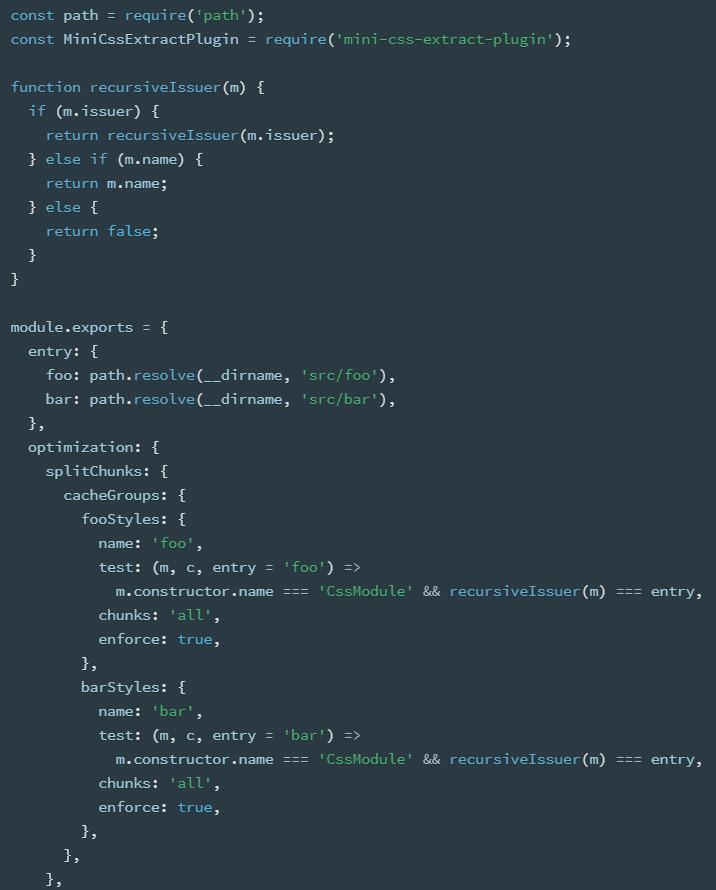 const path = require('path');
const MiniCssExtractPlugin = require('mini-css-extract-plugin');

function recursiveIssuer(m) {
  if (m.issuer) {
    return recursiveIssuer(m.issuer);
  } else if (m.name) {
    return m.name;
  } else {
    return false;
  }
}

module.exports = {
  entry: {
    foo: path.resolve(__dirname, 'src/foo'),
    bar: path.resolve(__dirname, 'src/bar'),
  },
  optimization: {
    splitChunks: {
      cacheGroups: {
        fooStyles: {
          name: 'foo',
          test: (m, c, entry = 'foo') =>
            m.constructor.name === 'CssModule' && recursiveIssuer(m) === entry,
          chunks: 'all',
          enforce: true,
        },
        barStyles: {
          name: 'bar',
          test: (m, c, entry = 'bar') =>
            m.constructor.name === 'CssModule' && recursiveIssuer(m) === entry,
          chunks: 'all',
          enforce: true,
        },
      },
    },